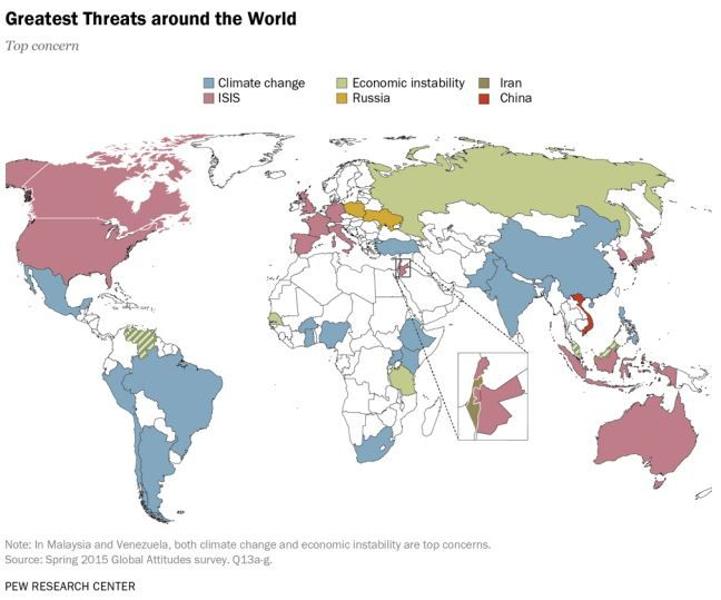 Greatest Threats around the World
Top concern
Climate change
Economic instability
Iran
ISIS
Russia
China
Note: In Malaysia and Venezuela, both climate change and economic instability are top concerns.
Source: Spring 2015 Global Attitudes survey. Q13a-g.
PEW RESEARCH CENTER